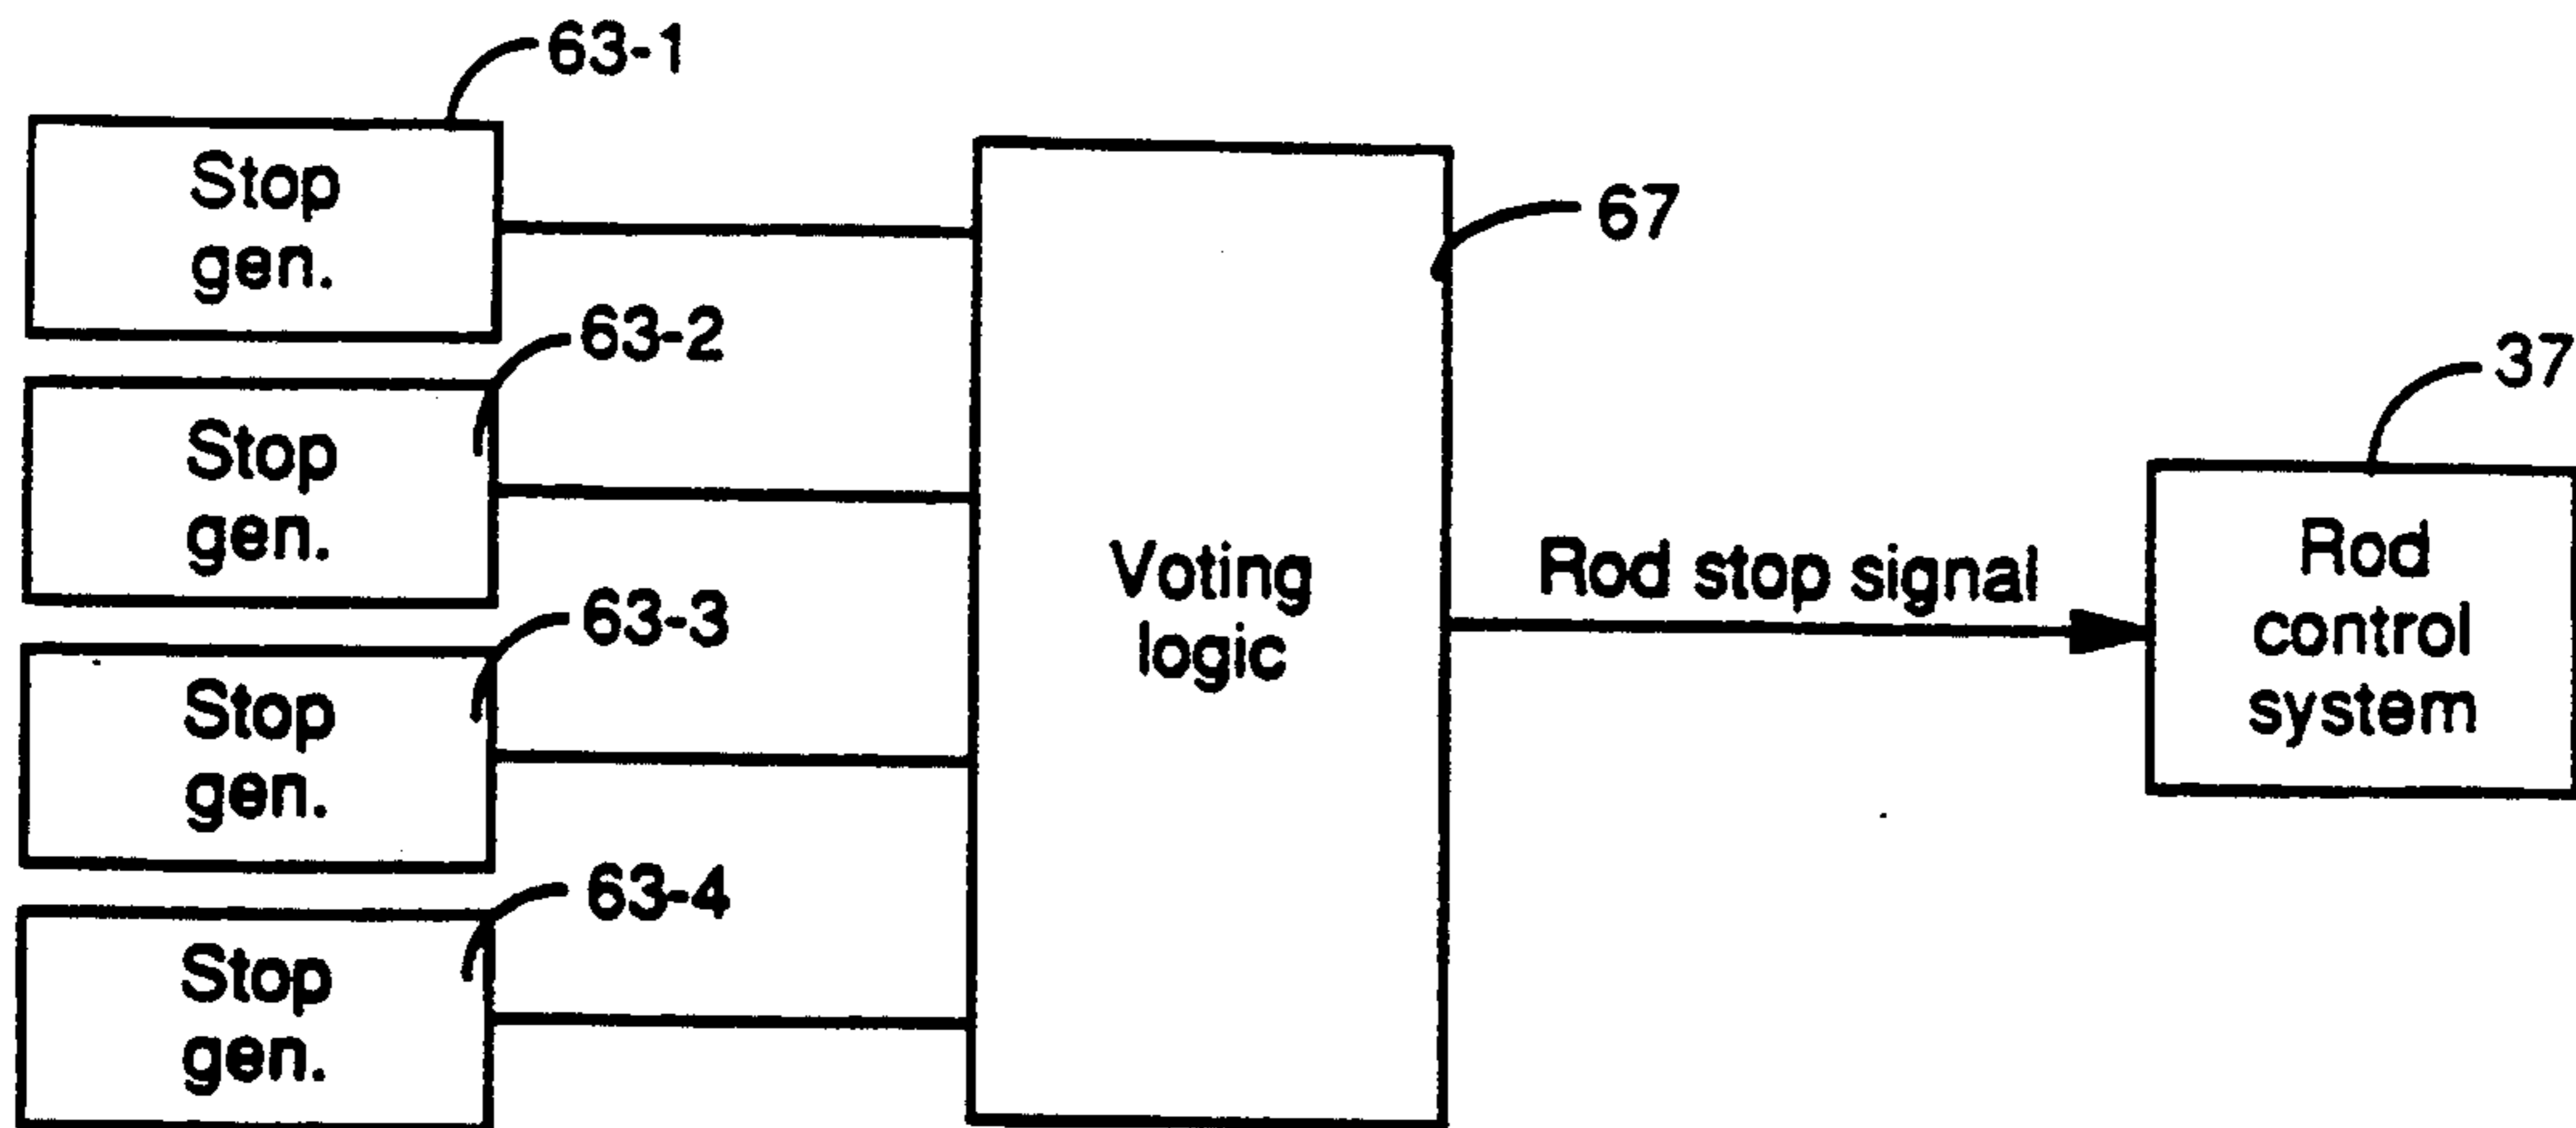 63-1
Stop
gen.
63-2
Stop
gen.
63-3
Stop
gen.
63-4
Stop
gen.
Voting
logic
67
Rod stop signal
37
Rod
control
system